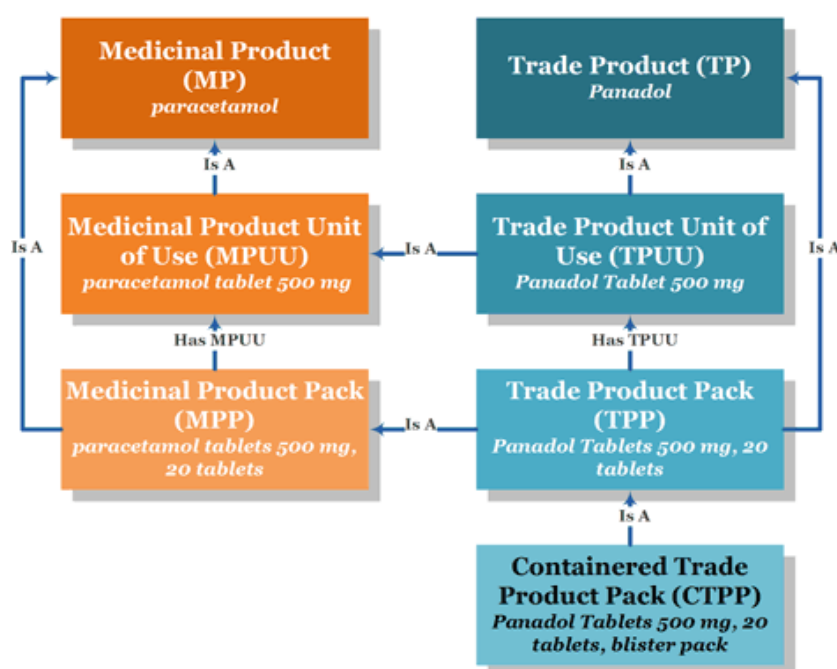 Medicinal Product
(MP)
paracetamol
Trade Product (TP)
Panadol
Is A
Is A
Medicinal Product Unit
of Use (MPUU)
paracetamol tablet 500 mg
Is A
Trade Product Unit of
Use (TPUU)
Panadol Tablet 500 mg
Is A
Is A
Has MPUU
Has TPUU
Medicinal Product Pack
(MPP)
paracetamol tablets 500 mg,
20 tablets
Is A
Trade Product Pack
(TPP)
Panadol Tablets 500 mg, 20
tablets
Is A
Containered Trade
Product Pack (CTPP)
Panadol Tablets 500 mg, 20
tablets, blister pack